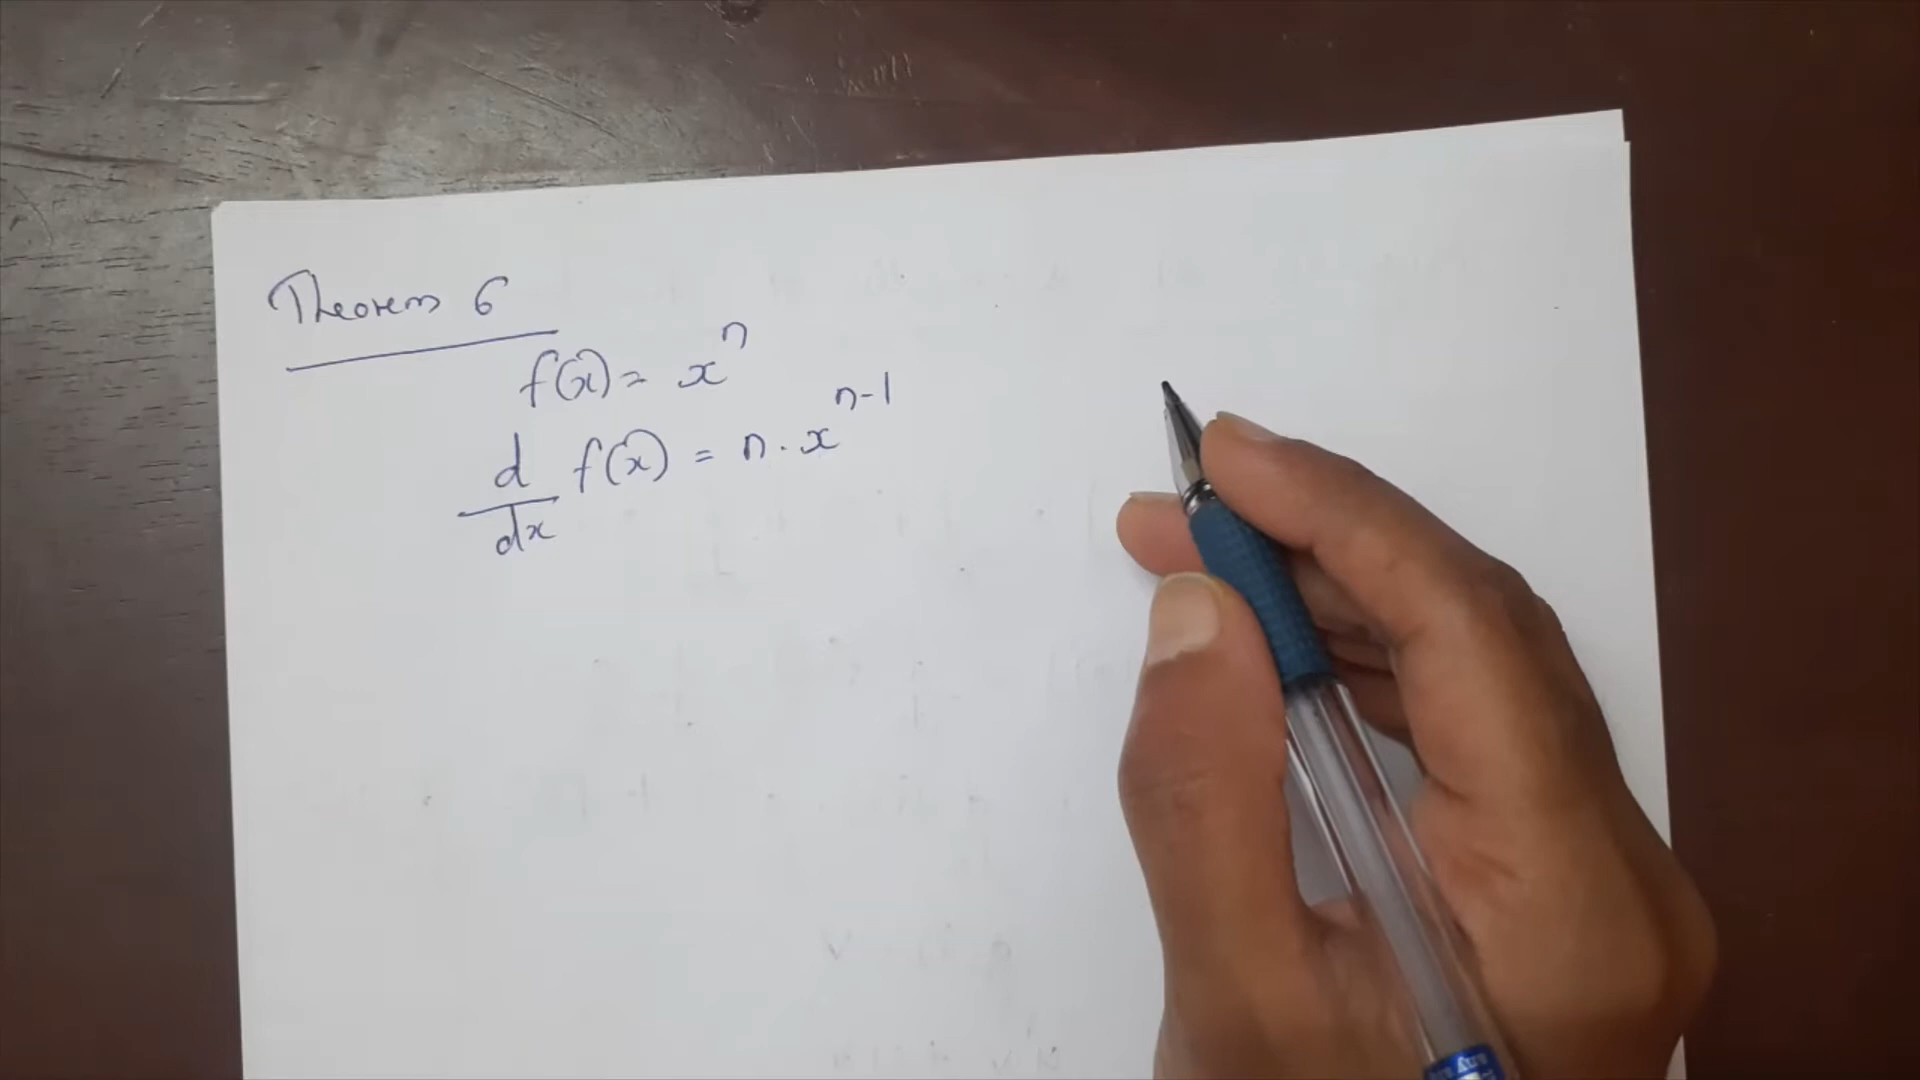 Theorem 6
f(x) = x^n
d/dx f(x) = n . x^{n-1}